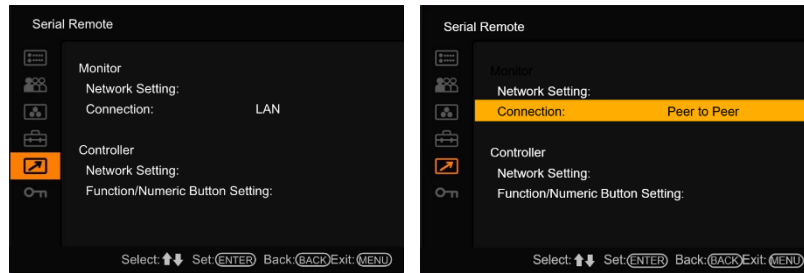 Serial Remote
Monitor
Network Setting:
Connection: LAN
Controller
Network Setting:
Function/Numeric Button Setting:
Select: Set:ENTER Back:BACK Exit:MENU
Serial Remote
Monitor
Network Setting:
Connection: Peer to Peer
Controller
Network Setting:
Function/Numeric Button Setting:
Select: Set:ENTER Back:BACK Exit:MENU